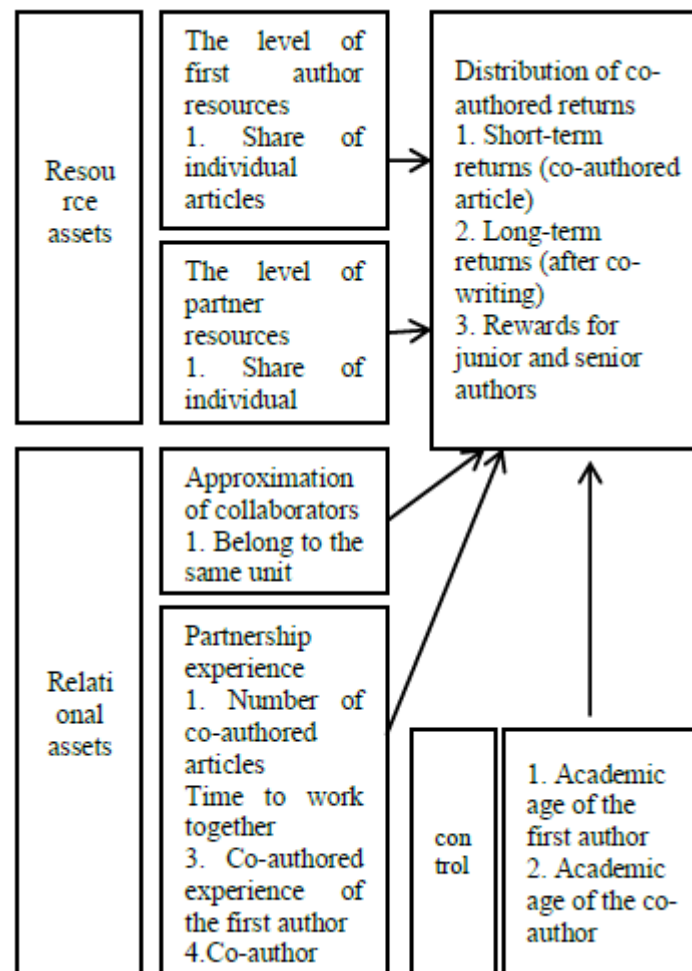 Resou
rce
assets
The level of
first author
resources
1. Share of
individual
articles
The level of
partner
resources
1. Share of
individual
Distribution of co-
authored returns
1. Short-term
returns (co-authored
article)
2. Long-term
returns (after co-
writing)
3. Rewards for
junior and senior
authors
Relati
onal
assets
Approximation
of collaborators
1. Belong to the
same unit
Partnership
experience
1. Number of
co-authored
articles
Time to work
together
3. Co-authored
experience of
the first author
4.Co-author
con
trol
1. Academic
age of the
first author
2. Academic
age of the co-
author